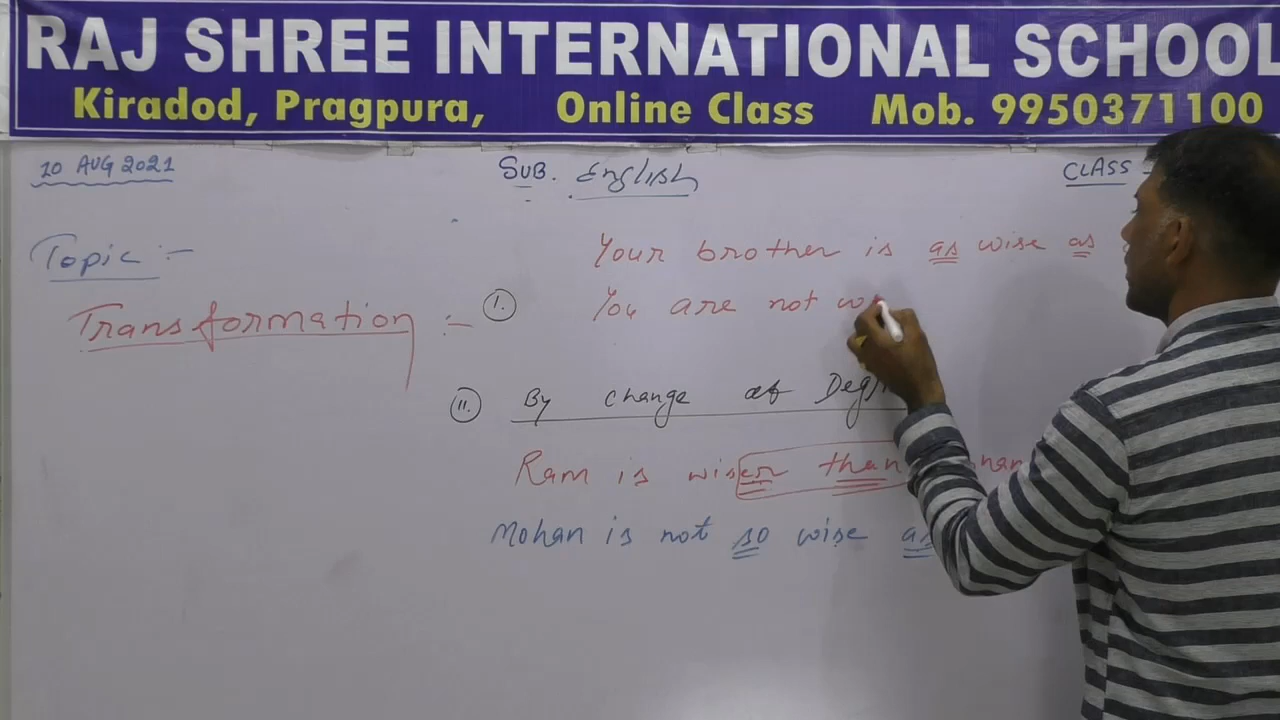 RAJ SHREE INTERNATIONAL SCHOOL
Kiradod, Pragpura, Online Class Mob. 9950371100
10 AUG 2021 SUB. English CLASS
Topic :-
Your brother is as wise as
Transformation :- I. You are not
II. By change of
Ram is wiser than
Mohan is not so wise as